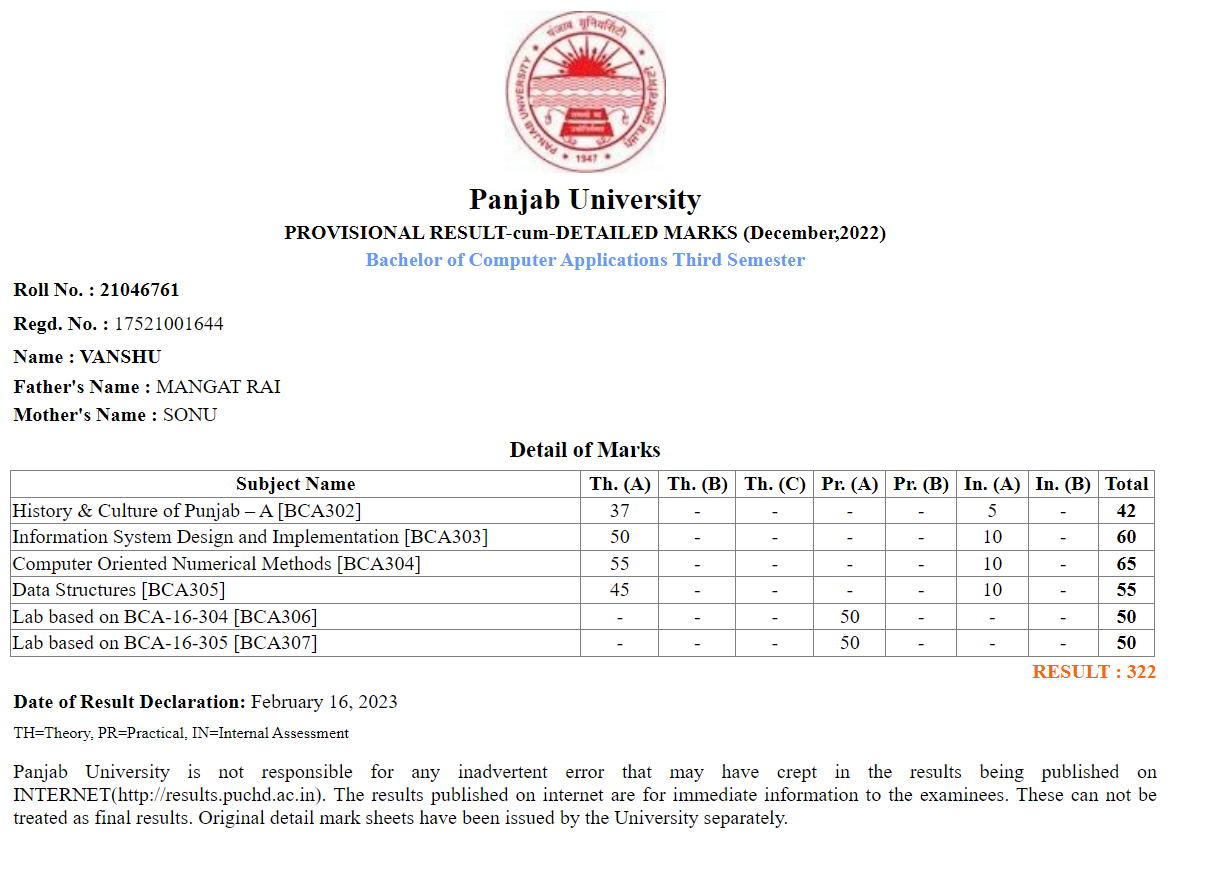 पंजाब यूनिवर्सिटी
PANJAB UNIVERSITY
1947
Panjab University
PROVISIONAL RESULT-cum-DETAILED MARKS (December,2022)
Bachelor of Computer Applications Third Semester
Roll No. : 21046761
Regd. No. : 17521001644
Name : VANSHU
Father's Name : MANGAT RAI
Mother's Name : SONU
Detail of Marks
Subject Name Th. (A) Th. (B) Th. (C) Pr. (A) Pr. (B) In. (A) In. (B) Total
History & Culture of Punjab – A [BCA302] 37 - - - - 5 - 42
Information System Design and Implementation [BCA303] 50 - - - - 10 - 60
Computer Oriented Numerical Methods [BCA304] 55 - - - - 10 - 65
Data Structures [BCA305] 45 - - - - 10 - 55
Lab based on BCA-16-304 [BCA306] - - - 50 - - - 50
Lab based on BCA-16-305 [BCA307] - - - 50 - - - 50
RESULT : 322
Date of Result Declaration: February 16, 2023
TH=Theory, PR=Practical, IN=Internal Assessment
Panjab University is not responsible for any inadvertent error that may have crept in the results being published on
INTERNET(http://results.puchd.ac.in). The results published on internet are for immediate information to the examinees. These can not be
treated as final results. Original detail mark sheets have been issued by the University separately.